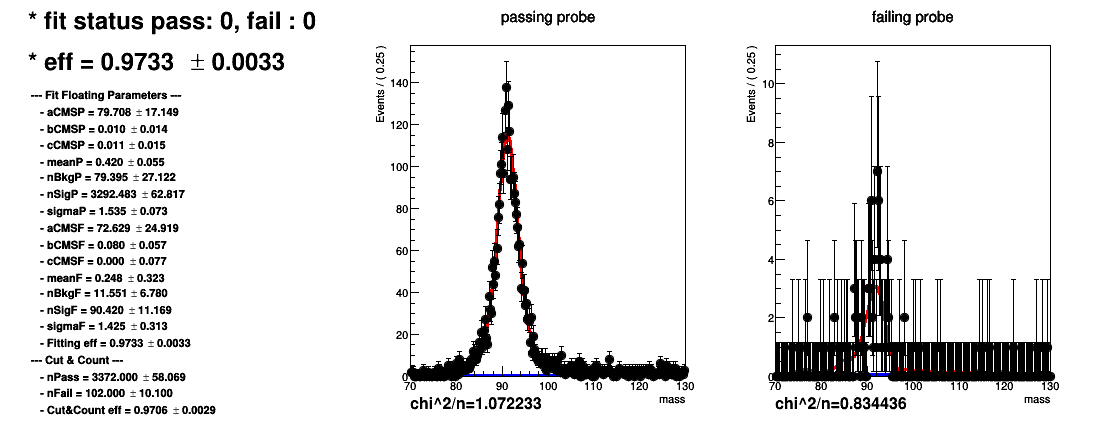 * fit status pass: 0, fail : 0
* eff = 0.9733 ± 0.0033
--- Fit Floating Parameters ---
- aCMSP = 79.708 ± 17.149
- bCMSP = 0.010 ± 0.014
- cCMSP = 0.011 ± 0.015
- meanP = 0.420 ± 0.055
- nBkgP = 79.395 ± 27.122
- nSigP = 3292.483 ± 62.817
- sigmaP = 1.535 ± 0.073
- aCMSF = 72.629 ± 24.919
- bCMSF = 0.080 ± 0.057
- cCMSF = 0.000 ± 0.077
- meanF = 0.248 ± 0.323
- nBkgF = 11.551 ± 6.780
- nSigF = 90.420 ± 11.169
- sigmaF = 1.425 ± 0.313
- Fitting eff = 0.9733 ± 0.0033
--- Cut & Count ---
- nPass = 3372.000 ± 58.069
- nFail = 102.000 ± 10.100
- Cut&Count eff = 0.9706 ± 0.0029
passing probe
Events / ( 0.25 )
140
120
100
80
60
40
20
0
70 80 90 100 110 120 130
mass
chi^2/n=1.072233
failing probe
Events / ( 0.25 )
10
8
6
4
2
0
70 80 90 100 110 120 130
mass
chi^2/n=0.834436